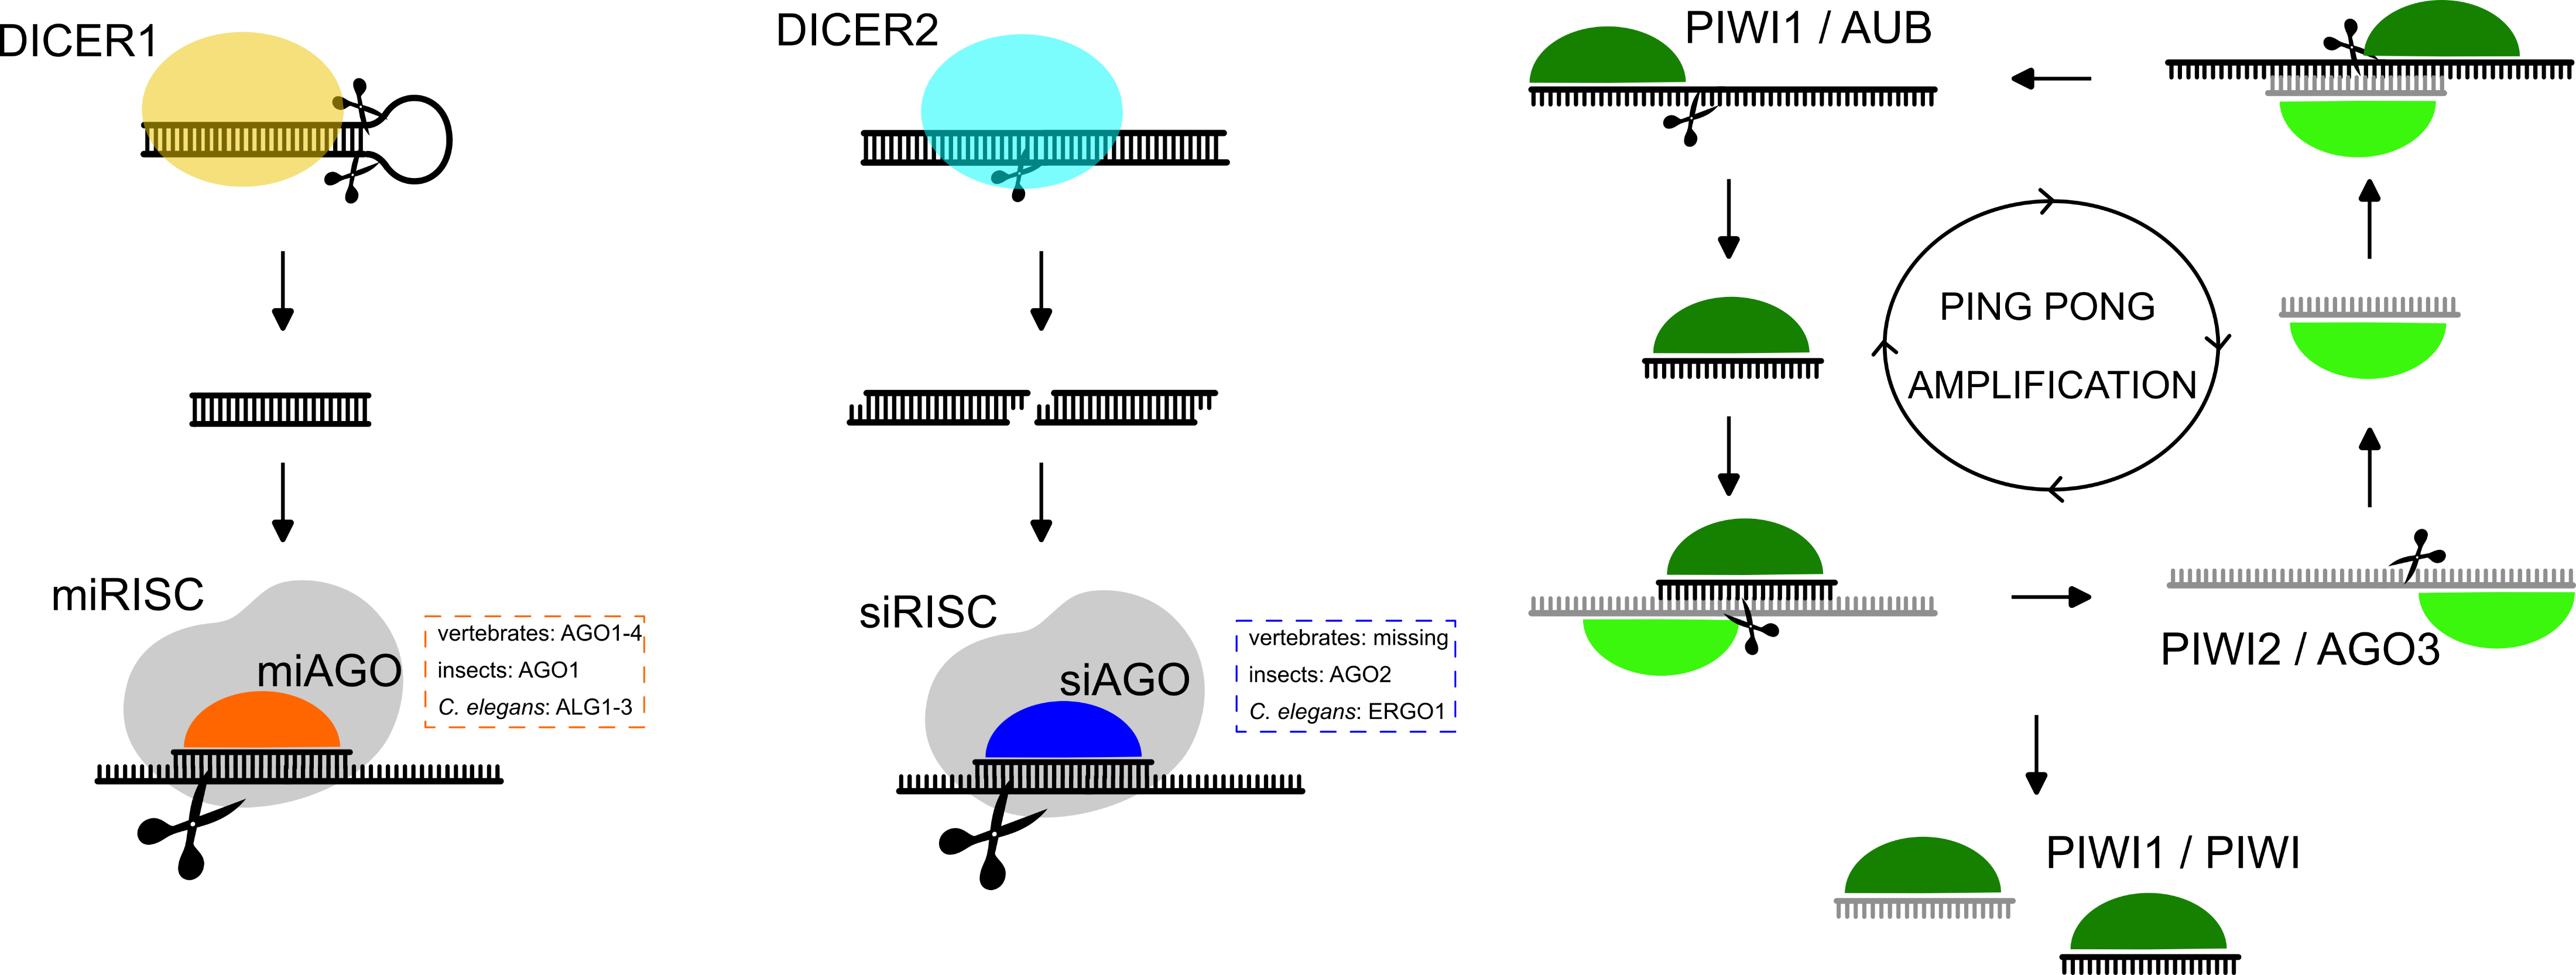 DICER1
miRISC
miAGO
vertebrates: AGO1-4
insects: AGO1
C. elegans: ALG1-3
DICER2
siRISC
siAGO
vertebrates: missing
insects: AGO2
C. elegans: ERGO1
PIWI1 / AUB
PING PONG
AMPLIFICATION
PIWI2 / AGO3
PIWI1 / PIWI